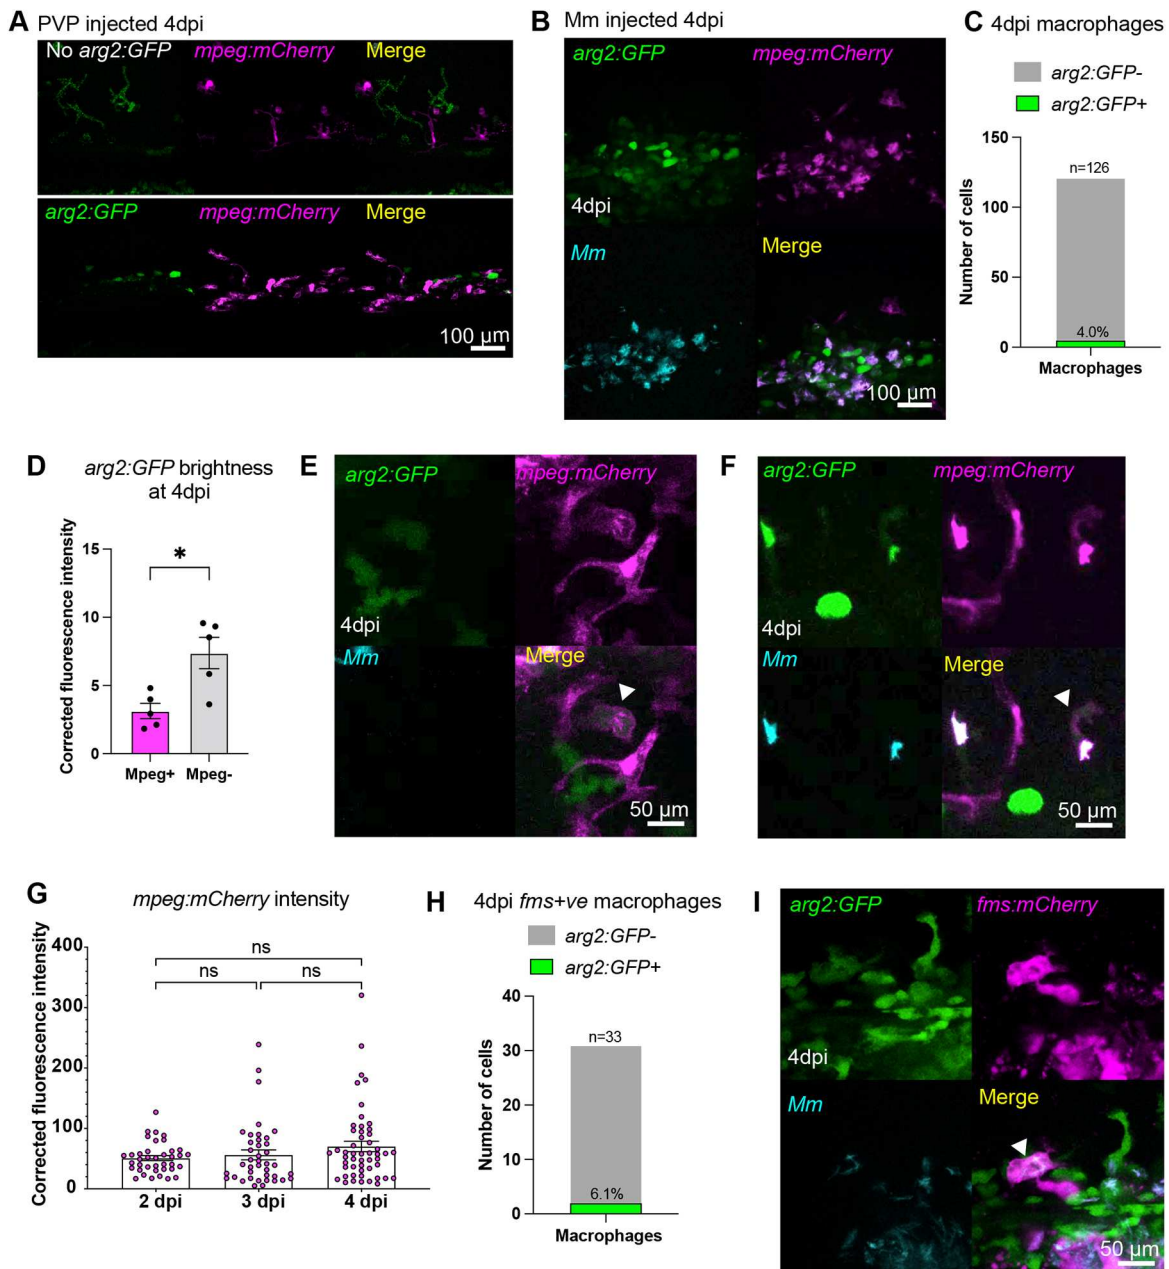 A PVP injected 4dpi
No arg2:GFP mpeg:mCherry Merge
arg2:GFP mpeg:mCherry Merge
100 µm
B Mm injected 4dpi
arg2:GFP mpeg:mCherry
4dpi
Mm Merge
100 µm
C 4dpi macrophages
arg2:GFP-
arg2:GFP+
150
100
50
0
Number of cells
n=126
4.0%
Macrophages
D arg2:GFP brightness
at 4dpi
Corrected fluorescence intensity
15
10
5
0
*
Mpeg+ Mpeg-
E
arg2:GFP mpeg:mCherry
4dpi
Mm Merge
50 µm
F
arg2:GFP mpeg:mCherry
4dpi
Mm Merge
50 µm
G mpeg:mCherry intensity
Corrected fluorescence intensity
400
300
200
100
0
ns
ns ns
2 dpi 3 dpi 4 dpi
H 4dpi fms+ve macrophages
arg2:GFP-
arg2:GFP+
Number of cells
40
30
20
10
0
n=33
6.1%
Macrophages
I
arg2:GFP fms:mCherry
4dpi
Mm Merge
50 µm